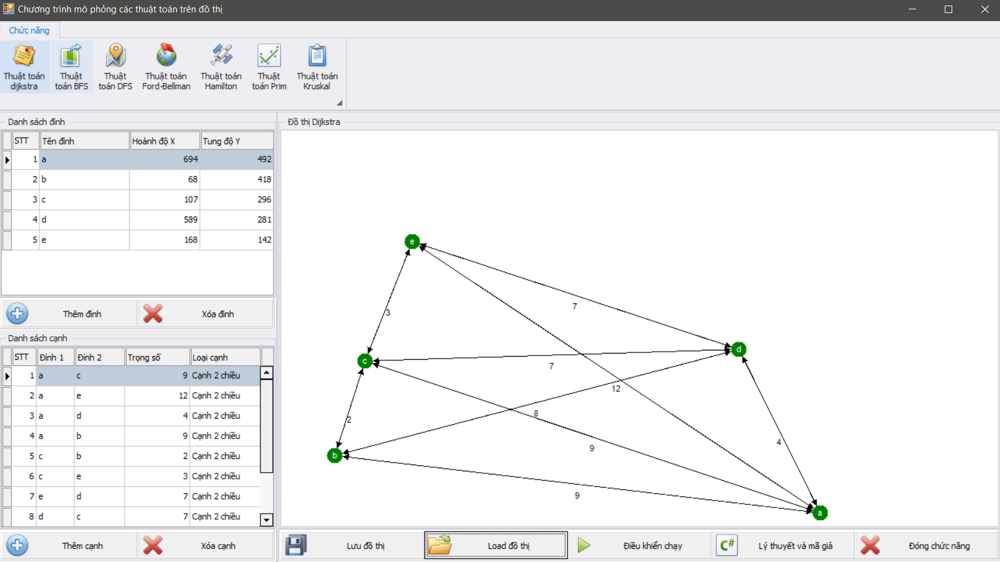 Chương trình mô phỏng các thuật toán trên đồ thị
Chức năng
Thuật toán dijkstra
Thuật toán BFS
Thuật toán DFS
Thuật toán Ford-Bellman
Thuật toán Hamilton
Thuật toán Prim
Thuật toán Kruskal
Danh sách đỉnh
STT Tên đỉnh Hoành độ X Tung độ Y
1 a 694 492
2 b 68 418
3 c 107 296
4 d 589 281
5 e 168 142
Thêm đỉnh Xóa đỉnh
Danh sách cạnh
STT Đỉnh 1 Đỉnh 2 Trọng số Loại cạnh
1 a c 9 Cạnh 2 chiều
2 a e 12 Cạnh 2 chiều
3 a d 4 Cạnh 2 chiều
4 a b 9 Cạnh 2 chiều
5 c b 2 Cạnh 2 chiều
6 c e 3 Cạnh 2 chiều
7 e d 7 Cạnh 2 chiều
8 d c 7 Cạnh 2 chiều
Thêm cạnh Xóa cạnh
Đồ thị Dijkstra
e
7
3
d
c
7
12
8
2
4
9
b
9
a
Lưu đồ thị Load đồ thị Điều khiển chạy C# Lý thuyết và mã giả Đóng chức năng